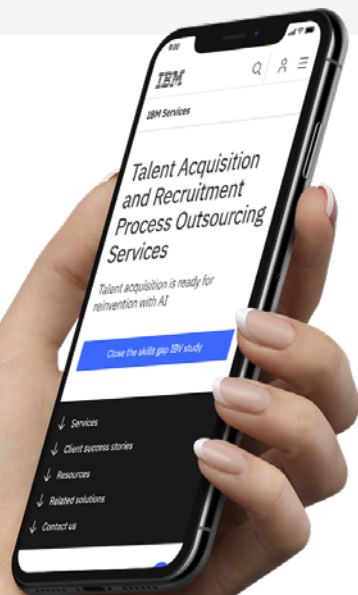 9:00
IBM
IBM Services
Talent Acquisition
and Recruitment
Process Outsourcing
Services
Talent acquisition is ready for
reinvention with AI
Close the skills gap IBV study
↓ Services
↓ Client success stories
↓ Resources
↓ Related solutions
↓ Contact us